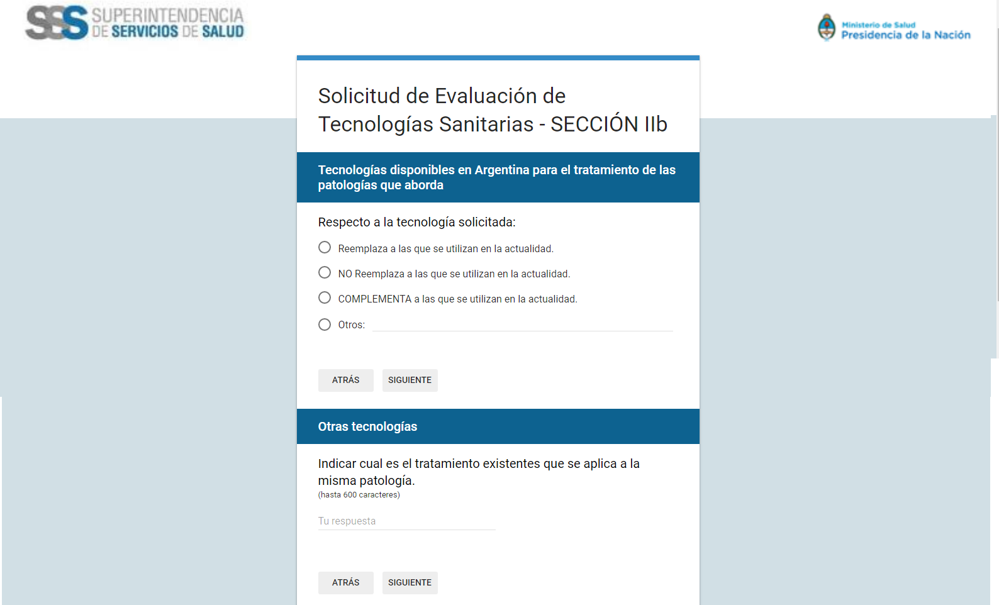 SSS SUPERINTENDENCIA
DE SERVICIOS DE SALUD
Ministerio de Salud
Presidencia de la Nación
Solicitud de Evaluación de
Tecnologías Sanitarias - SECCIÓN IIb
Tecnologías disponibles en Argentina para el tratamiento de las
patologías que aborda
Respecto a la tecnología solicitada:
Reemplaza a las que se utilizan en la actualidad.
NO Reemplaza a las que se utilizan en la actualidad.
COMPLEMENTA a las que se utilizan en la actualidad.
Otros:
ATRÁS SIGUIENTE
Otras tecnologías
Indicar cual es el tratamiento existentes que se aplica a la
misma patología.
(hasta 600 caracteres)
Tu respuesta
ATRÁS SIGUIENTE